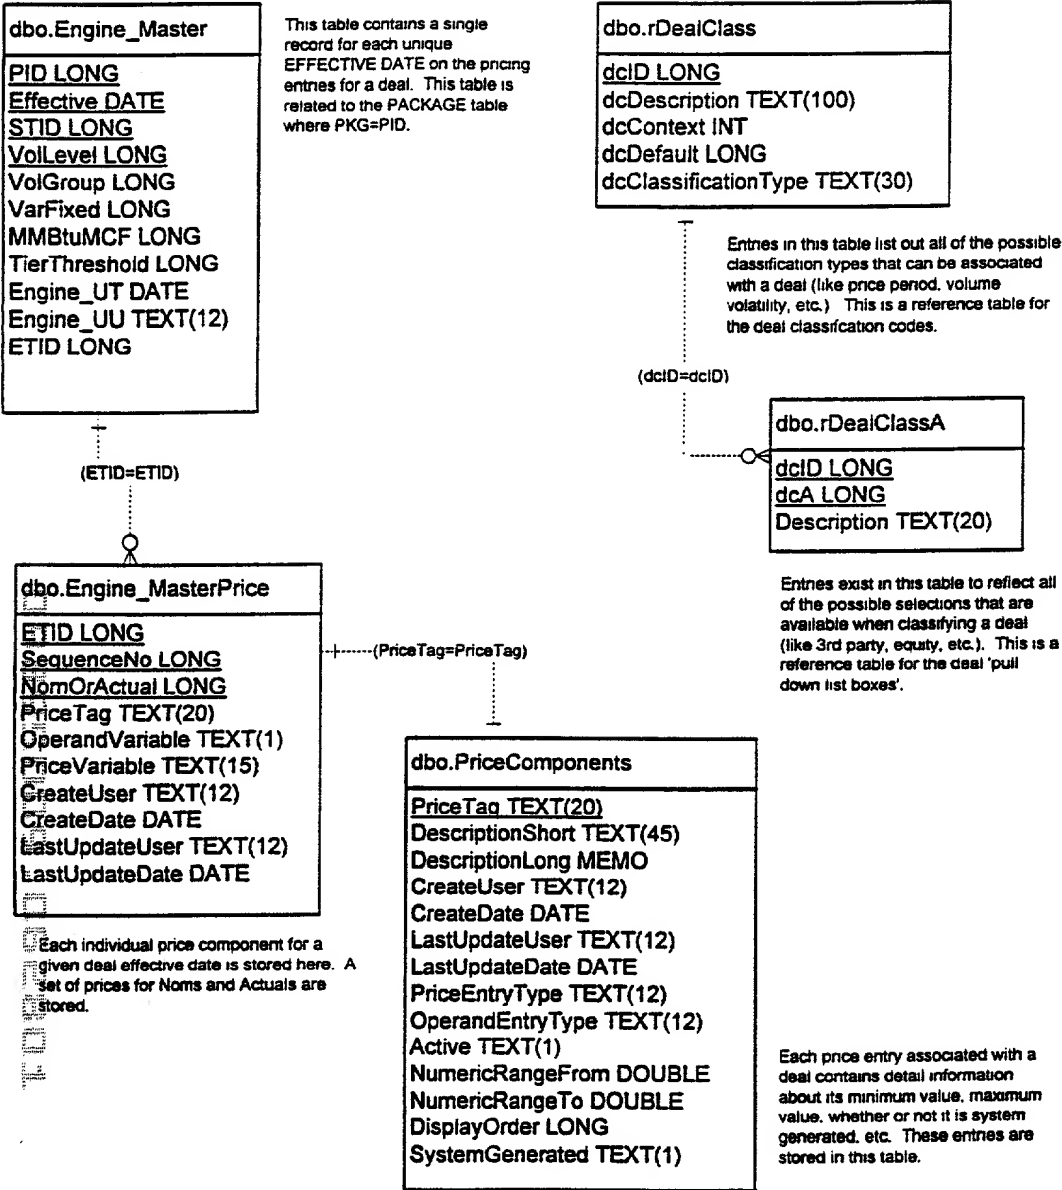 dbo.Engine_Master
PID LONG
Effective DATE
STID LONG
VolLevel LONG
VolGroup LONG
VarFixed LONG
MMBtuMCF LONG
TierThreshold LONG
Engine_UT DATE
Engine_UU TEXT(12)
ETID LONG
This table contains a single
record for each unique
EFFECTIVE DATE on the pricing
entries for a deal. This table is
related to the PACKAGE table
where PKG=PID.
dbo.rDealClass
dcID LONG
dcDescription TEXT(100)
dcContext INT
dcDefault LONG
dcClassificationType TEXT(30)
Entries in this table list out all of the possible
classification types that can be associated
with a deal (like price period, volume
volatility, etc.) This is a reference table for
the deal classifcation codes.
(dcID=dcID)
dbo.rDealClassA
dcID LONG
dcA LONG
Description TEXT(20)
Entries exist in this table to reflect all
of the possible selections that are
available when classifying a deal
(like 3rd party, equity, etc.). This is a
reference table for the deal 'pull
down list boxes'.
(ETID=ETID)
dbo.Engine_MasterPrice
ETID LONG
SequenceNo LONG
NomOrActual LONG
PriceTag TEXT(20)
OperandVariable TEXT(1)
PriceVariable TEXT(15)
CreateUser TEXT(12)
CreateDate DATE
LastUpdateUser TEXT(12)
LastUpdateDate DATE
Each individual price component for a
given deal effective date is stored here. A
set of prices for Noms and Actuals are
stored.
(PriceTag=PriceTag)
dbo.PriceComponents
PriceTag TEXT(20)
DescriptionShort TEXT(45)
DescriptionLong MEMO
CreateUser TEXT(12)
CreateDate DATE
LastUpdateUser TEXT(12)
LastUpdateDate DATE
PriceEntryType TEXT(12)
OperandEntryType TEXT(12)
Active TEXT(1)
NumericRangeFrom DOUBLE
NumericRangeTo DOUBLE
DisplayOrder LONG
SystemGenerated TEXT(1)
Each price entry associated with a
deal contains detail information
about its minimum value, maximum
value, whether or not it is system
generated, etc. These entries are
stored in this table.